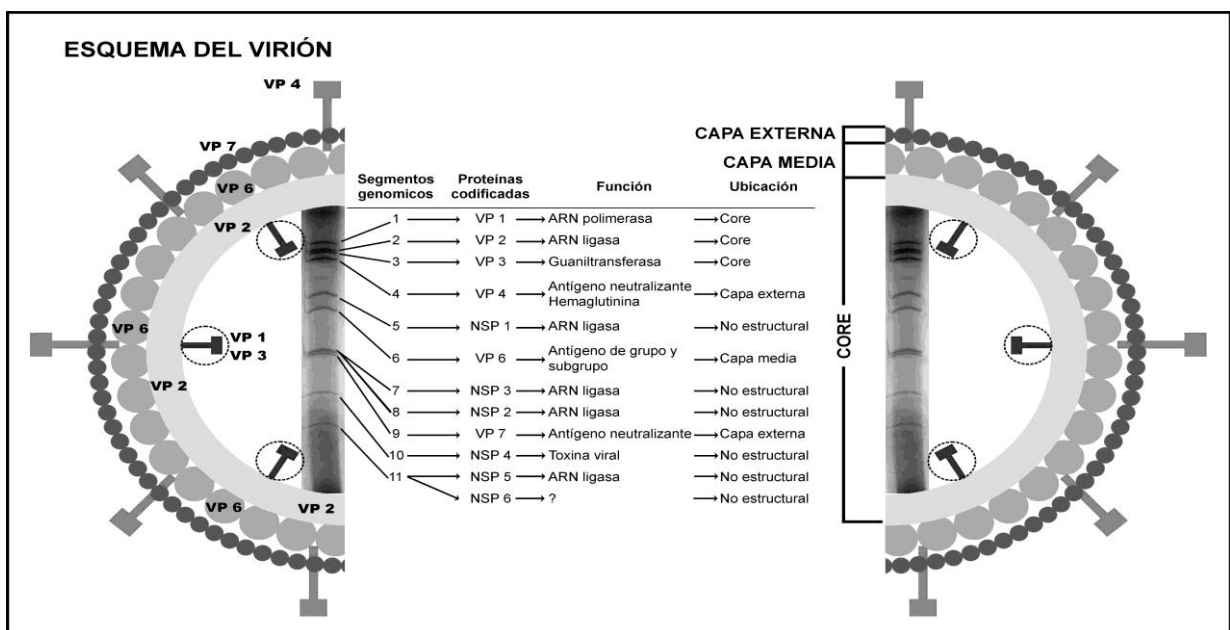 ESQUEMA DEL VIRIÓN
VP 4
VP 7
VP 6
VP 2
VP 6
VP 1
VP 3
VP 2
VP 6
VP 2
Segmentos genomicos Proteínas codificadas Función Ubicación
1 VP 1 ARN polimerasa Core
2 VP 2 ARN ligasa Core
3 VP 3 Guaniltransferasa Core
4 VP 4 Antígeno neutralizante Hemaglutinina Capa externa
5 NSP 1 ARN ligasa No estructural
6 VP 6 Antígeno de grupo y subgrupo Capa media
7 NSP 3 ARN ligasa No estructural
8 NSP 2 ARN ligasa No estructural
9 VP 7 Antígeno neutralizante Capa externa
10 NSP 4 Toxina viral No estructural
11 NSP 5 ARN ligasa No estructural
NSP 6 ? No estructural
CAPA EXTERNA
CAPA MEDIA
CORE